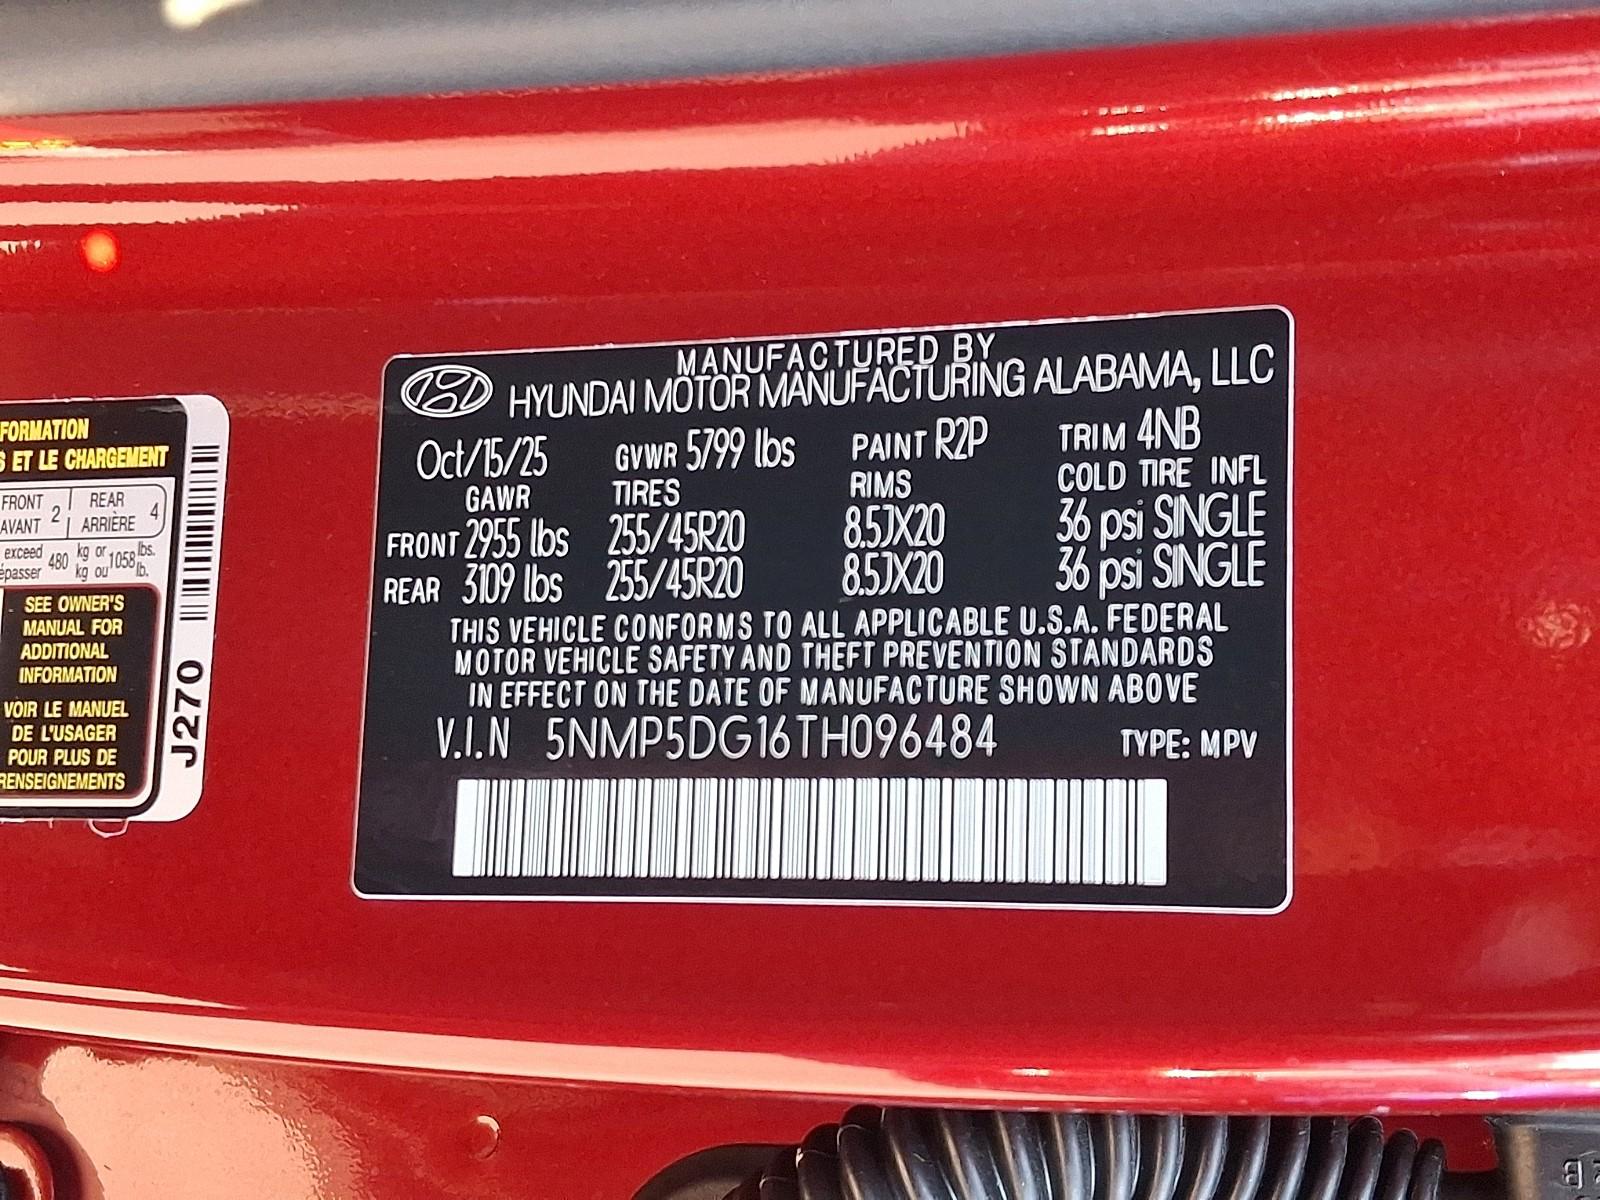 FORMATION
S ET LE CHARGEMENT
FRONT
AVANT 2
REAR
ARRIÈRE 4
exceed
épasser 480 kg or
kg ou 1058 lbs.
lb.
SEE OWNER'S
MANUAL FOR
ADDITIONAL
INFORMATION
VOIR LE MANUEL
DE L'USAGER
POUR PLUS DE
RENSEIGNEMENTS
J270
MANUFACTURED BY
HYUNDAI MOTOR MANUFACTURING ALABAMA, LLC
Oct/15/25 GVWR 5799 lbs PAINT R2P TRIM 4NB
GAWR TIRES RIMS COLD TIRE INFL
FRONT 2955 lbs 255/45R20 8.5JX20 36 psi SINGLE
REAR 3109 lbs 255/45R20 8.5JX20 36 psi SINGLE
THIS VEHICLE CONFORMS TO ALL APPLICABLE U.S.A. FEDERAL
MOTOR VEHICLE SAFETY AND THEFT PREVENTION STANDARDS
IN EFFECT ON THE DATE OF MANUFACTURE SHOWN ABOVE
V.I.N 5NMP5DG16TH096484 TYPE: MPV